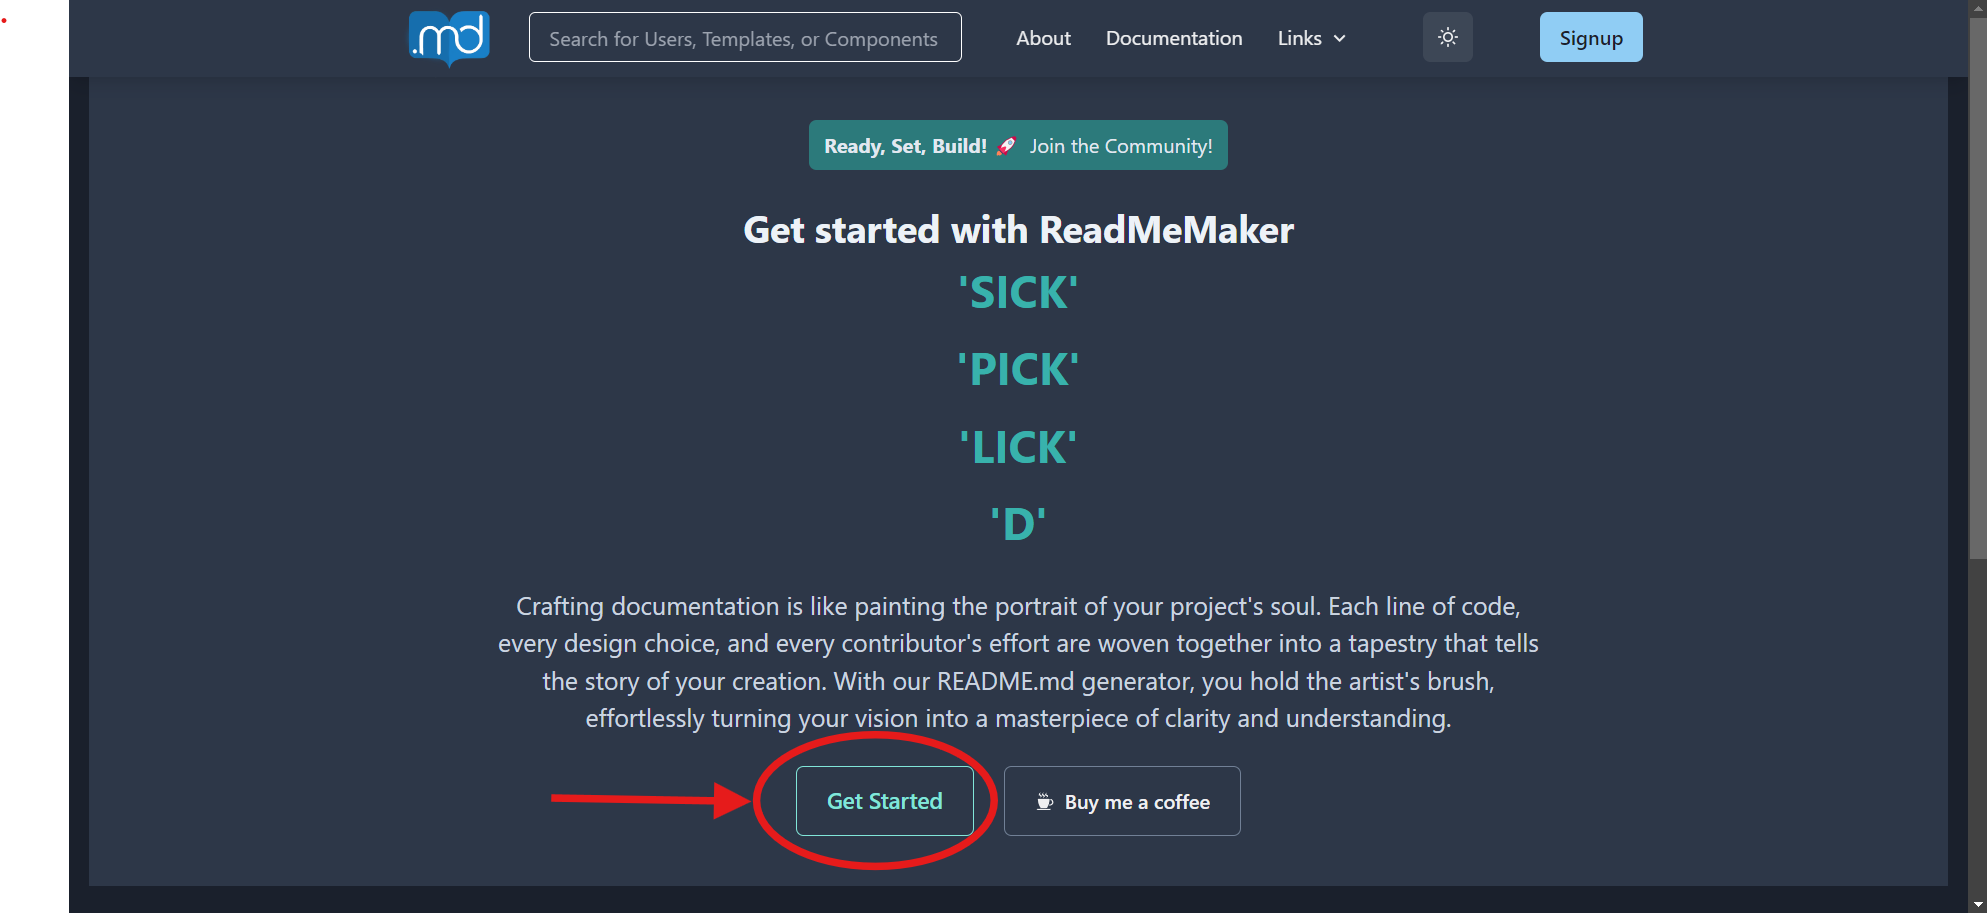 .md
Search for Users, Templates, or Components
About
Documentation
Links
Signup
Ready, Set, Build! 🚀 Join the Community!
Get started with ReadMeMaker
'SICK'
'PICK'
'LICK'
'D'
Crafting documentation is like painting the portrait of your project's soul. Each line of code,
every design choice, and every contributor's effort are woven together into a tapestry that tells
the story of your creation. With our README.md generator, you hold the artist's brush,
effortlessly turning your vision into a masterpiece of clarity and understanding.
Get Started
Buy me a coffee